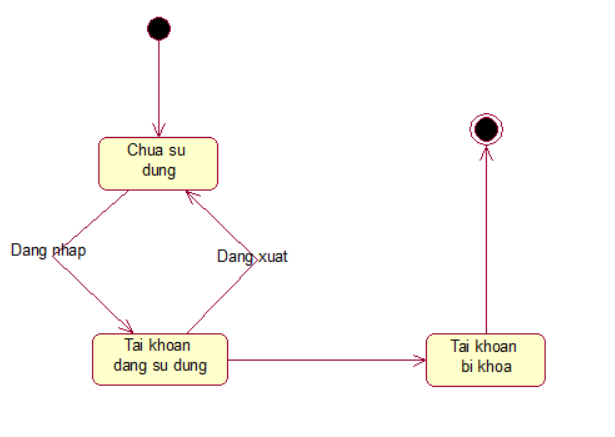 Chua su
dung
Dang nhap
Dang xuat
Tai khoan
dang su dung
Tai khoan
bi khoa